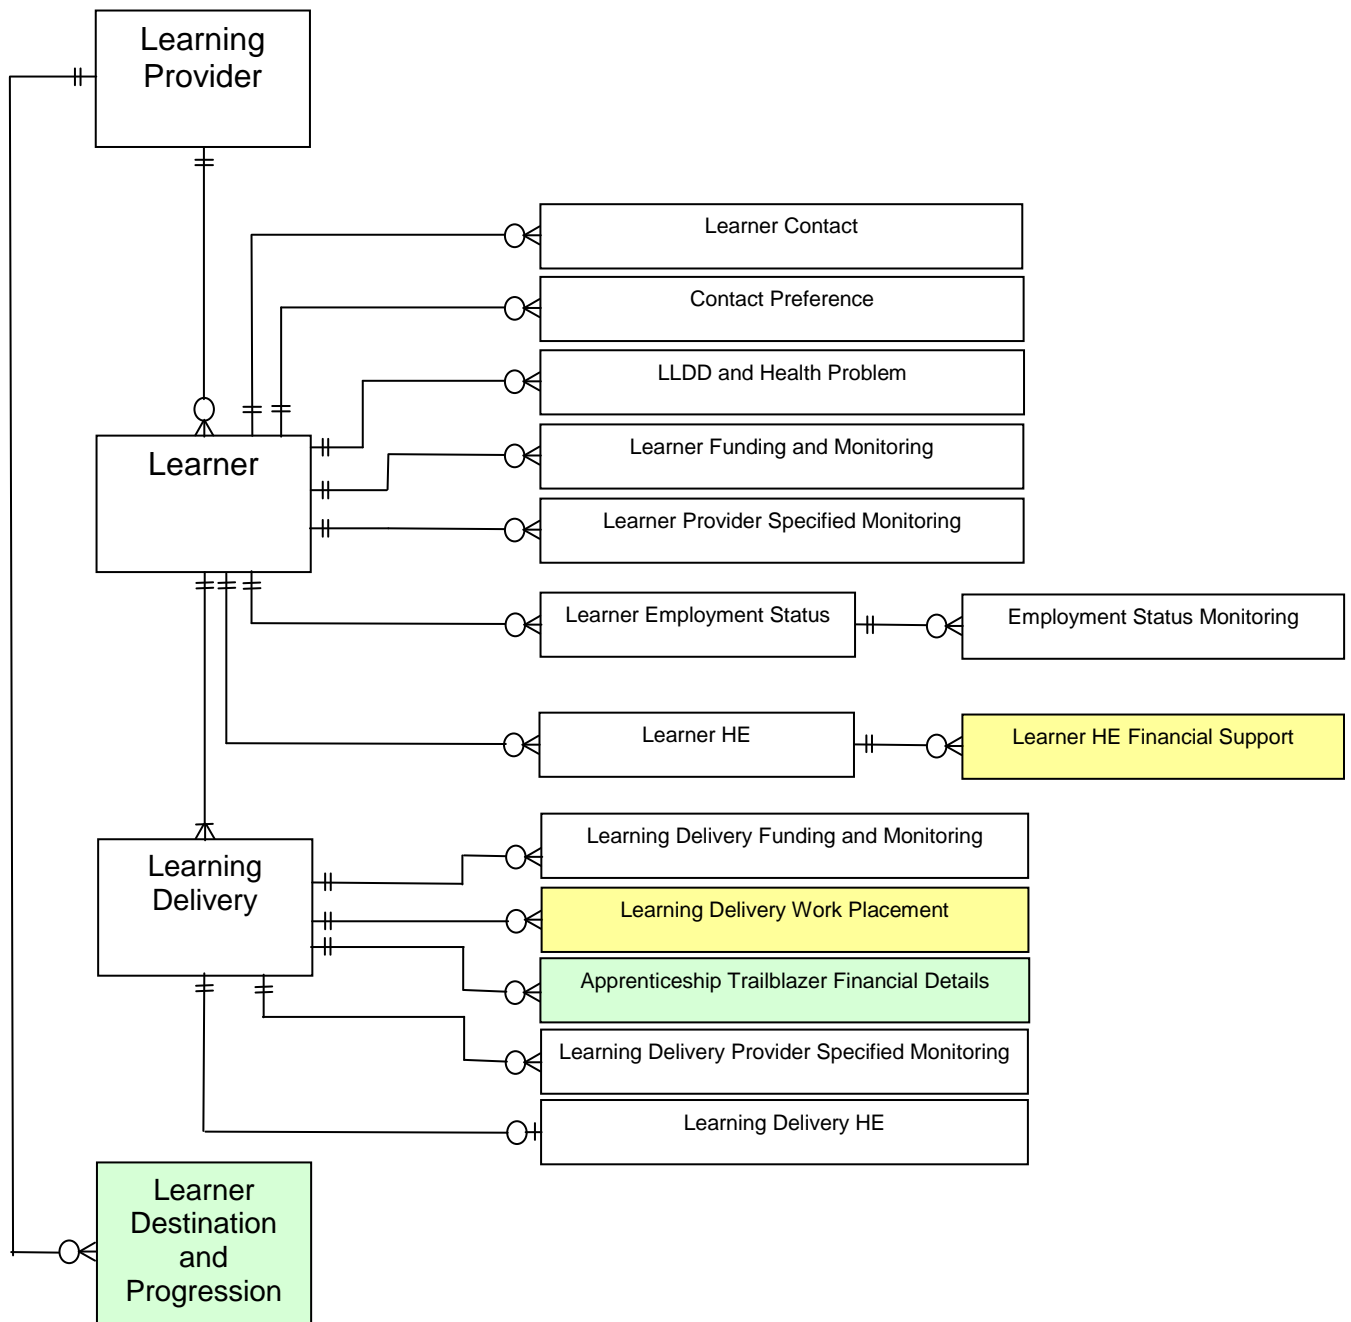 Learning
Provider
Learner Contact
Contact Preference
LLDD and Health Problem
Learner
Learner Funding and Monitoring
Learner Provider Specified Monitoring
Learner Employment Status
Employment Status Monitoring
Learner HE
Learner HE Financial Support
Learning
Delivery
Learning Delivery Funding and Monitoring
Learning Delivery Work Placement
Apprenticeship Trailblazer Financial Details
Learning Delivery Provider Specified Monitoring
Learning Delivery HE
Learner
Destination
and
Progression